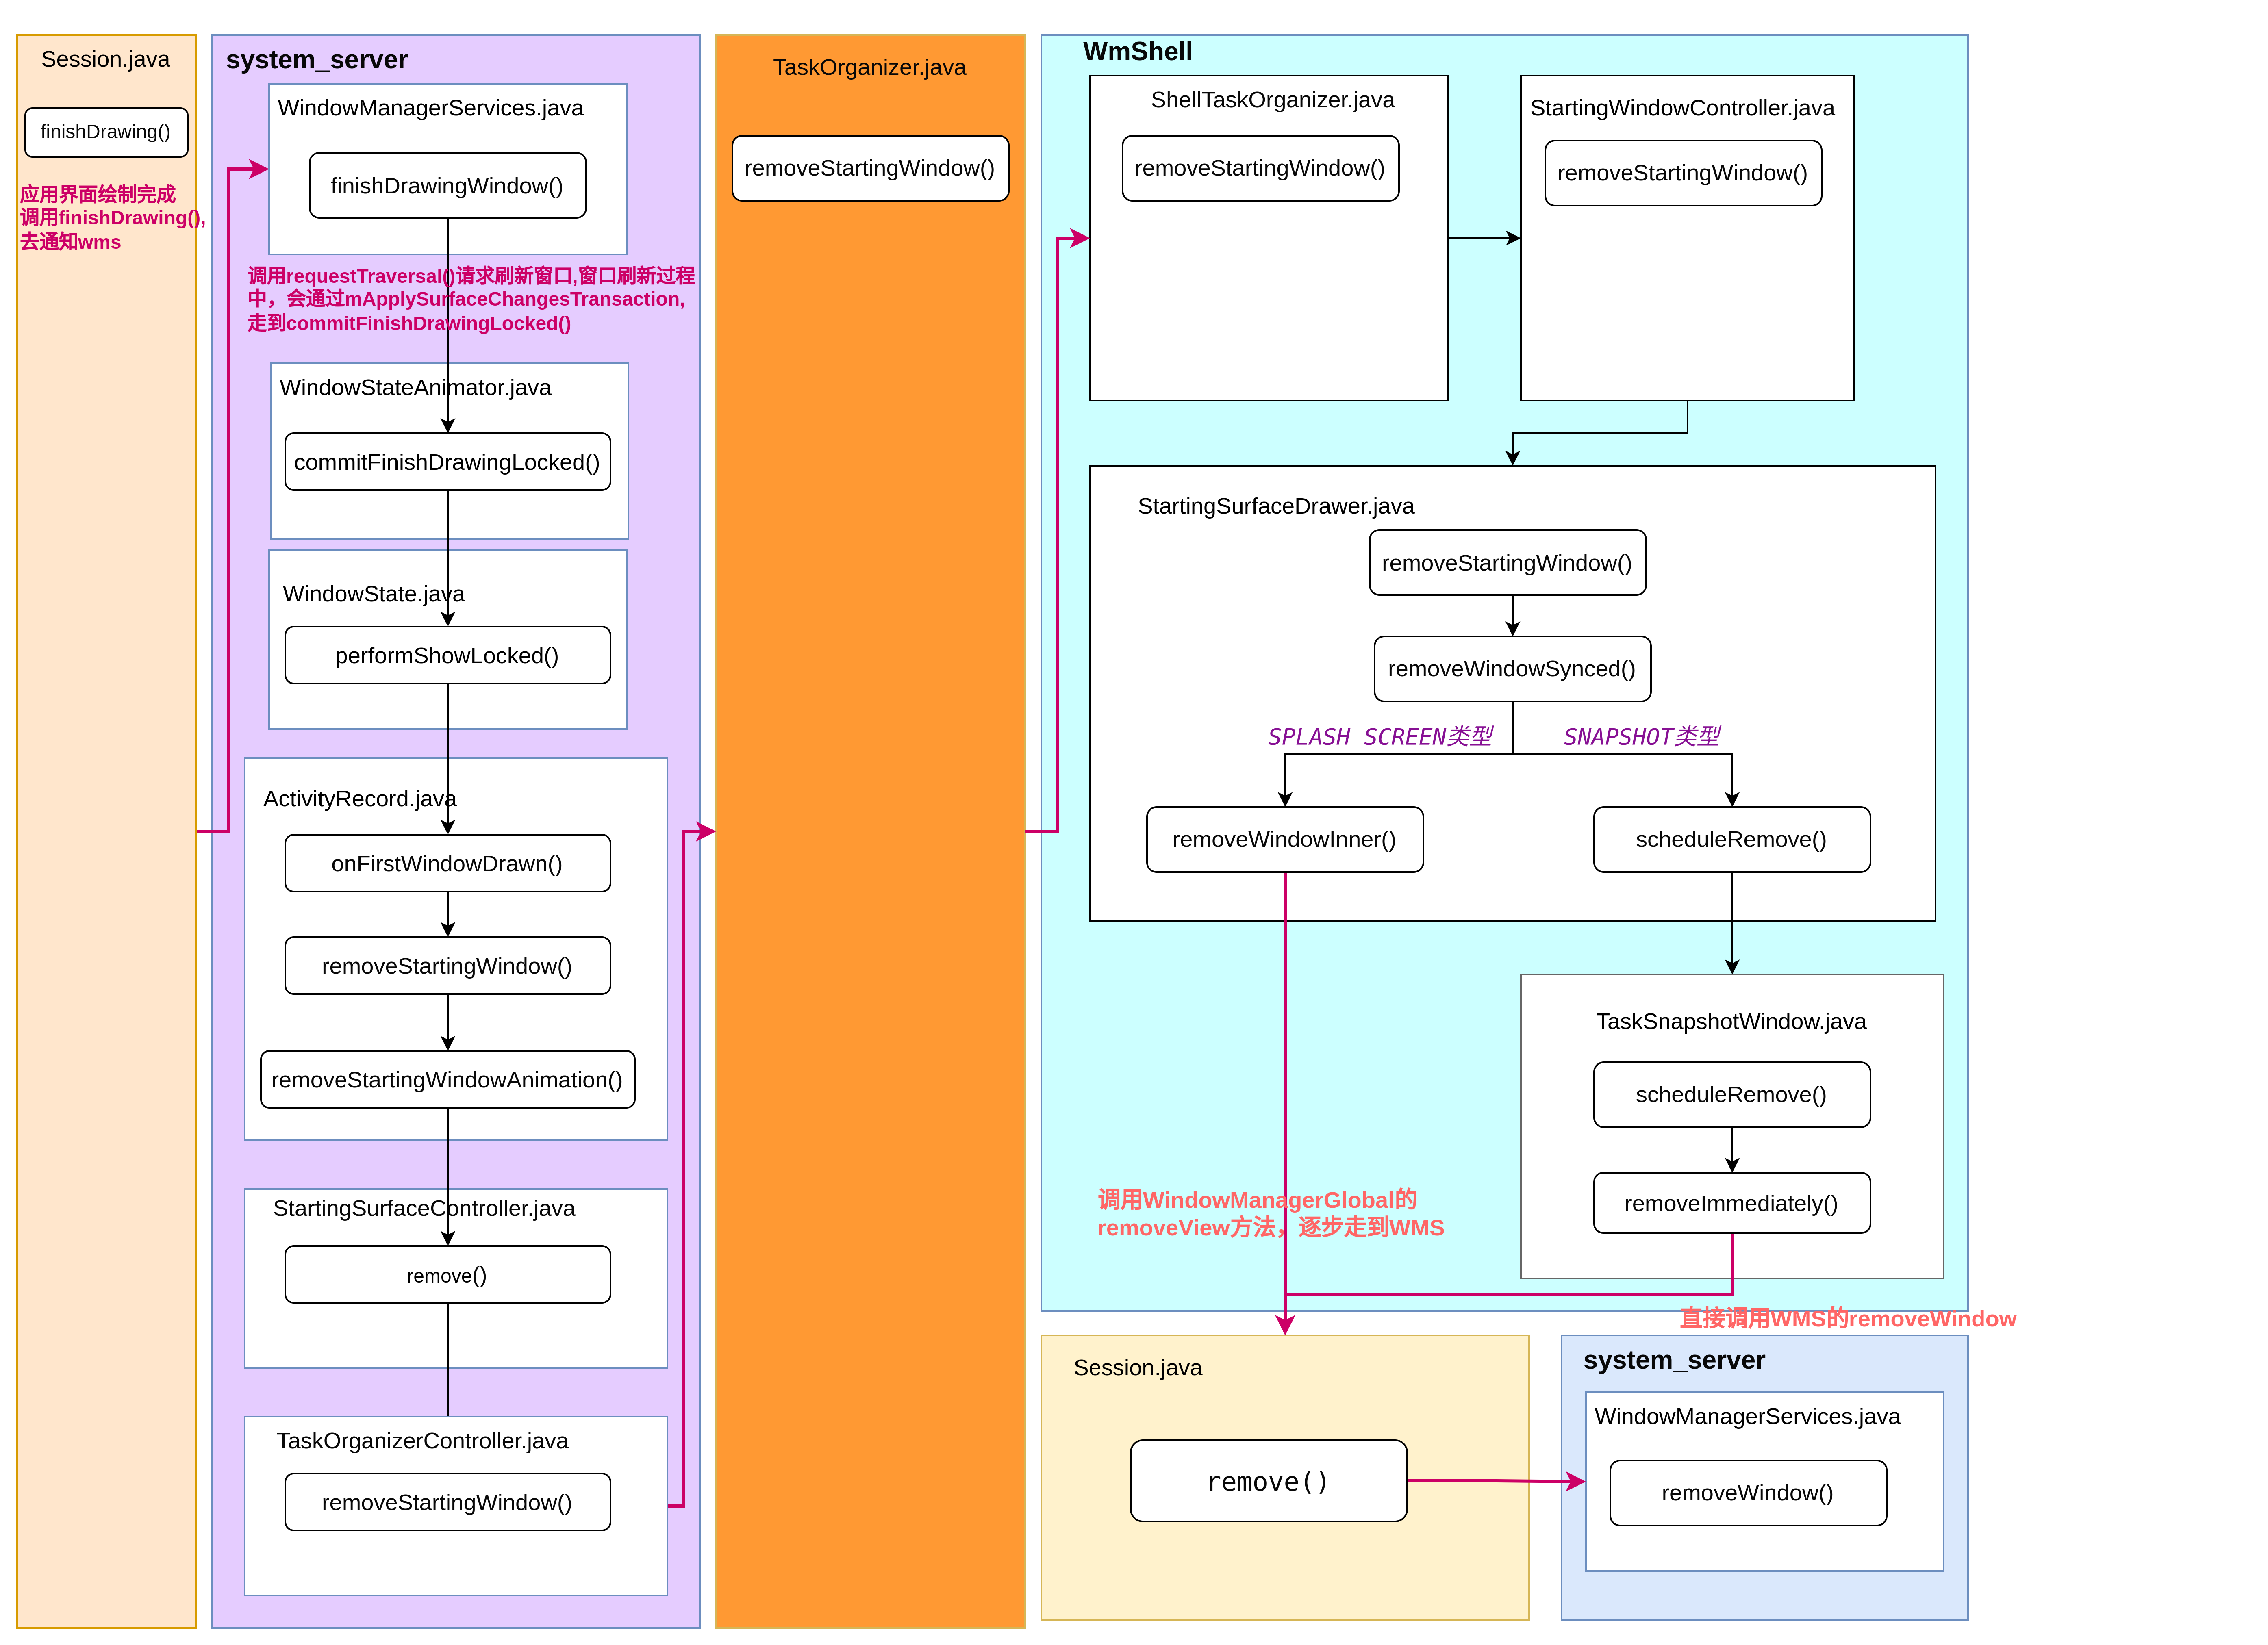 Session.java
finishDrawing()
应用界面绘制完成
调用finishDrawing(),
去通知wms
system_server
WindowManagerServices.java
finishDrawingWindow()
调用requestTraversal()请求刷新窗口,窗口刷新过程
中，会通过mApplySurfaceChangesTransaction,
走到commitFinishDrawingLocked()
WindowStateAnimator.java
commitFinishDrawingLocked()
WindowState.java
performShowLocked()
ActivityRecord.java
onFirstWindowDrawn()
removeStartingWindow()
removeStartingWindowAnimation()
StartingSurfaceController.java
remove()
TaskOrganizerController.java
removeStartingWindow()
TaskOrganizer.java
removeStartingWindow()
WmShell
ShellTaskOrganizer.java
removeStartingWindow()
StartingWindowController.java
removeStartingWindow()
StartingSurfaceDrawer.java
removeStartingWindow()
removeWindowSynced()
SPLASH SCREEN类型
SNAPSHOT类型
removeWindowInner()
scheduleRemove()
TaskSnapshotWindow.java
scheduleRemove()
removeImmediately()
调用WindowManagerGlobal的
removeView方法，逐步走到WMS
直接调用WMS的removeWindow
Session.java
remove()
system_server
WindowManagerServices.java
removeWindow()